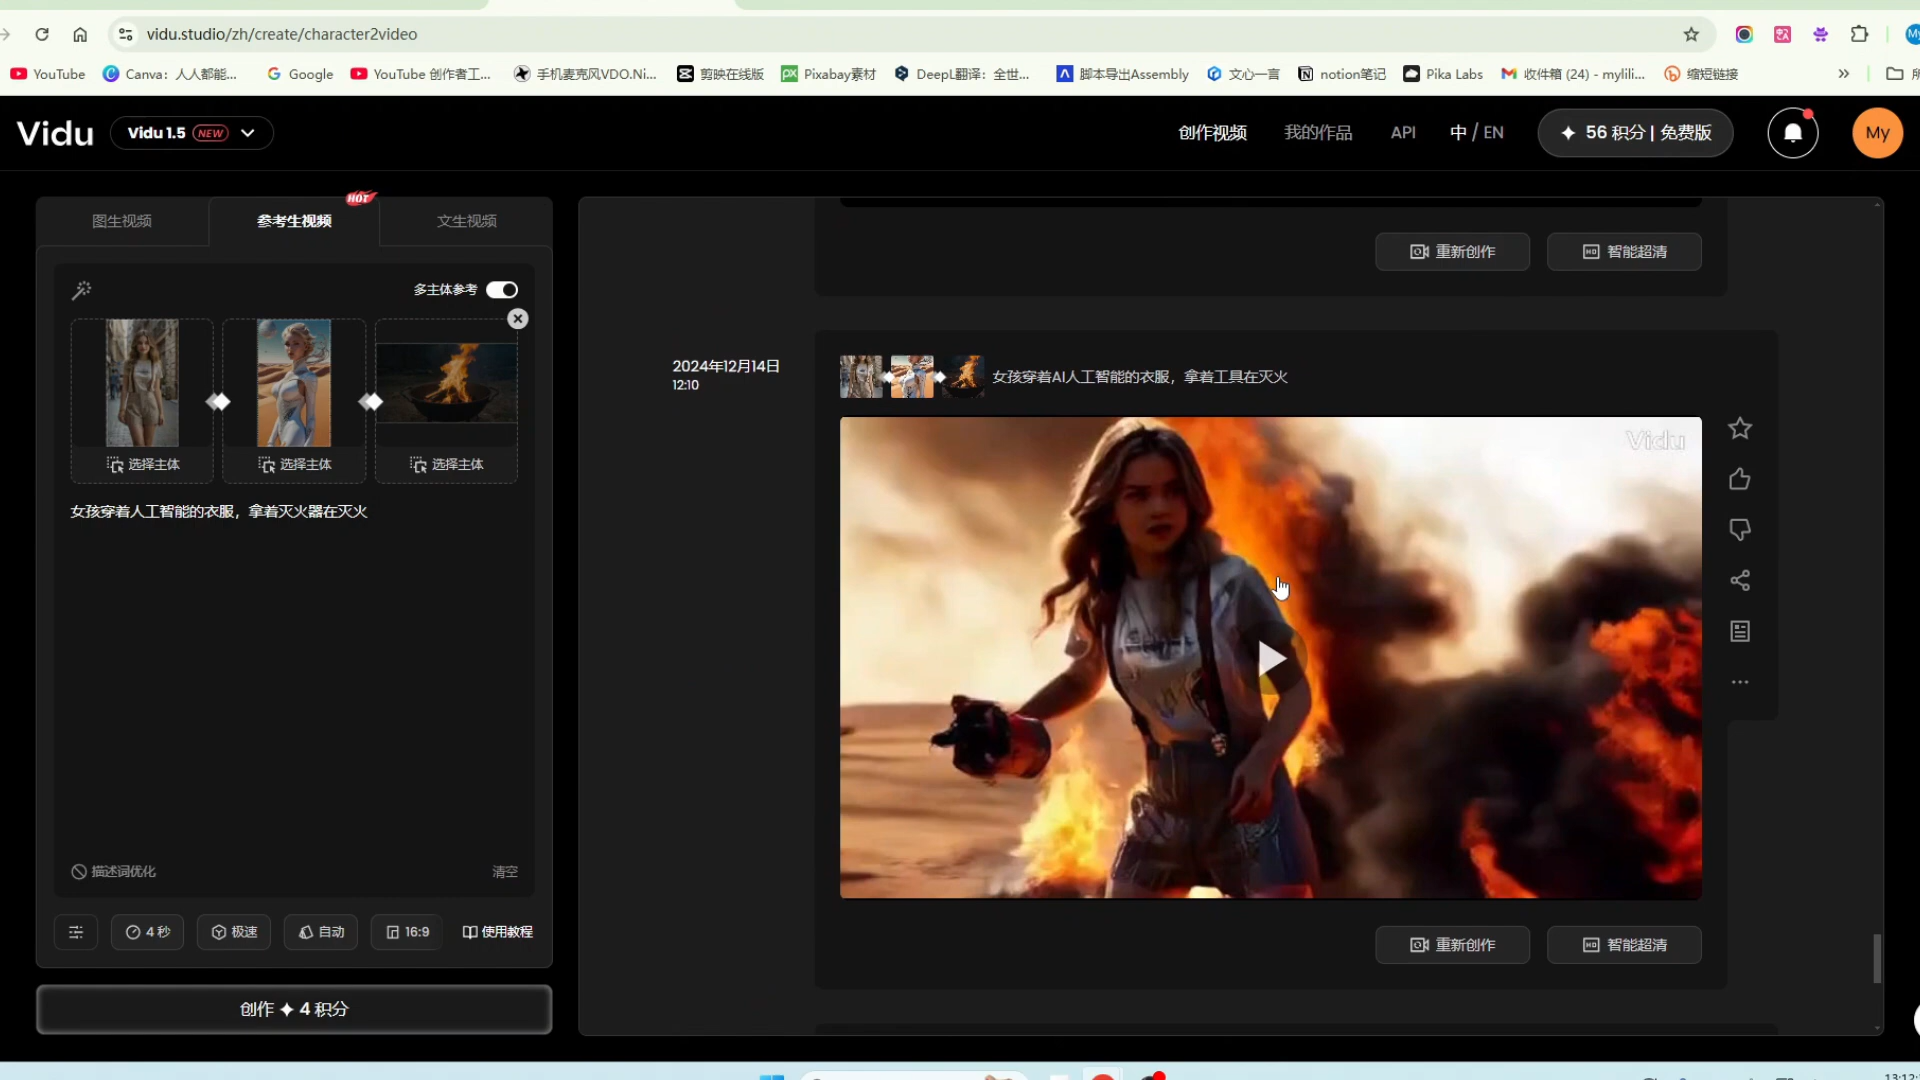 vidu.studio/zh/create/character2video
YouTube
Canva：人人都能...
Google
YouTube 创作者工...
手机麦克风VDO.Ni...
剪映在线版
Pixabay素材
DeepL翻译：全世...
脚本导出Assembly
文心一言
notion笔记
Pika Labs
收件箱 (24) - mylili...
缩短链接
Vidu
Vidu 1.5 NEW
创作视频
我的作品
API
中 / EN
56 积分 | 免费版
My
图生视频
参考生视频
HOT
文生视频
多主体参考
选择主体
选择主体
选择主体
女孩穿着人工智能的衣服，拿着灭火器在灭火
描述词优化
清空
4 秒
极速
自动
16:9
使用教程
创作 4 积分
重新创作
智能超清
2024年12月14日
12:10
女孩穿着AI人工智能的衣服，拿着工具在灭火
Vidu
重新创作
智能超清